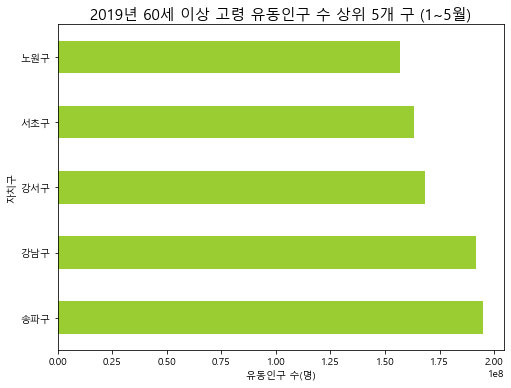 2019년 60세 이상 고령 유동인구 수 상위 5개 구 (1~5월)
노원구
서초구
강서구
강남구
송파구
자치구
0.00 0.25 0.50 0.75 1.00 1.25 1.50 1.75 2.00
1e8
유동인구 수(명)